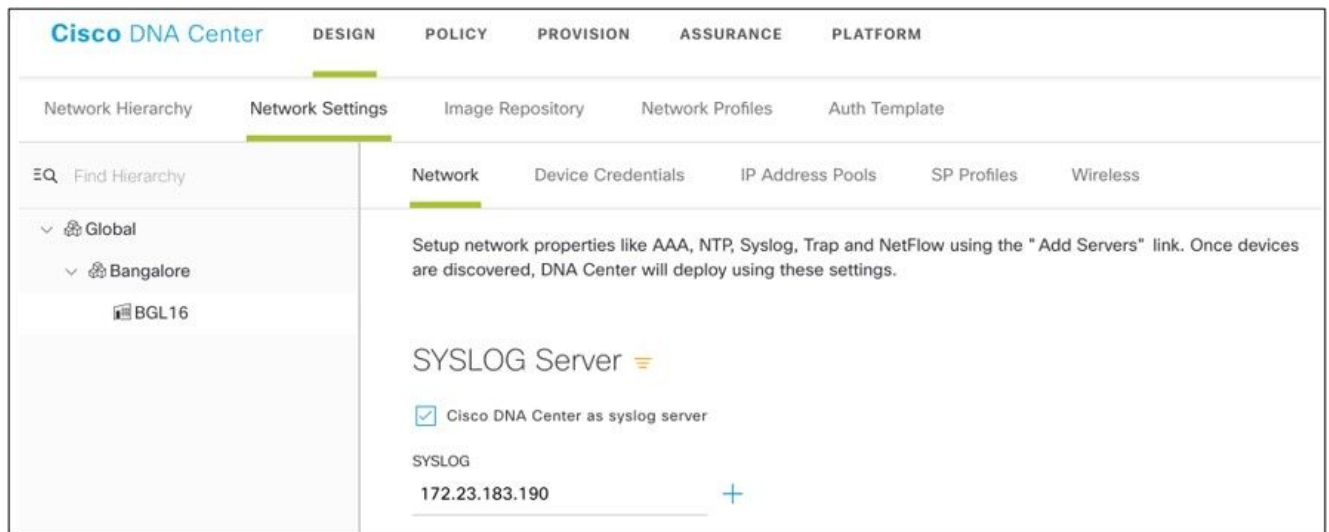 Cisco DNA Center DESIGN POLICY PROVISION ASSURANCE PLATFORM
Network Hierarchy Network Settings Image Repository Network Profiles Auth Template
Find Hierarchy
Global
Bangalore
BGL16
Network Device Credentials IP Address Pools SP Profiles Wireless
Setup network properties like AAA, NTP, Syslog, Trap and NetFlow using the "Add Servers" link. Once devices
are discovered, DNA Center will deploy using these settings.
SYSLOG Server
Cisco DNA Center as syslog server
SYSLOG
172.23.183.190